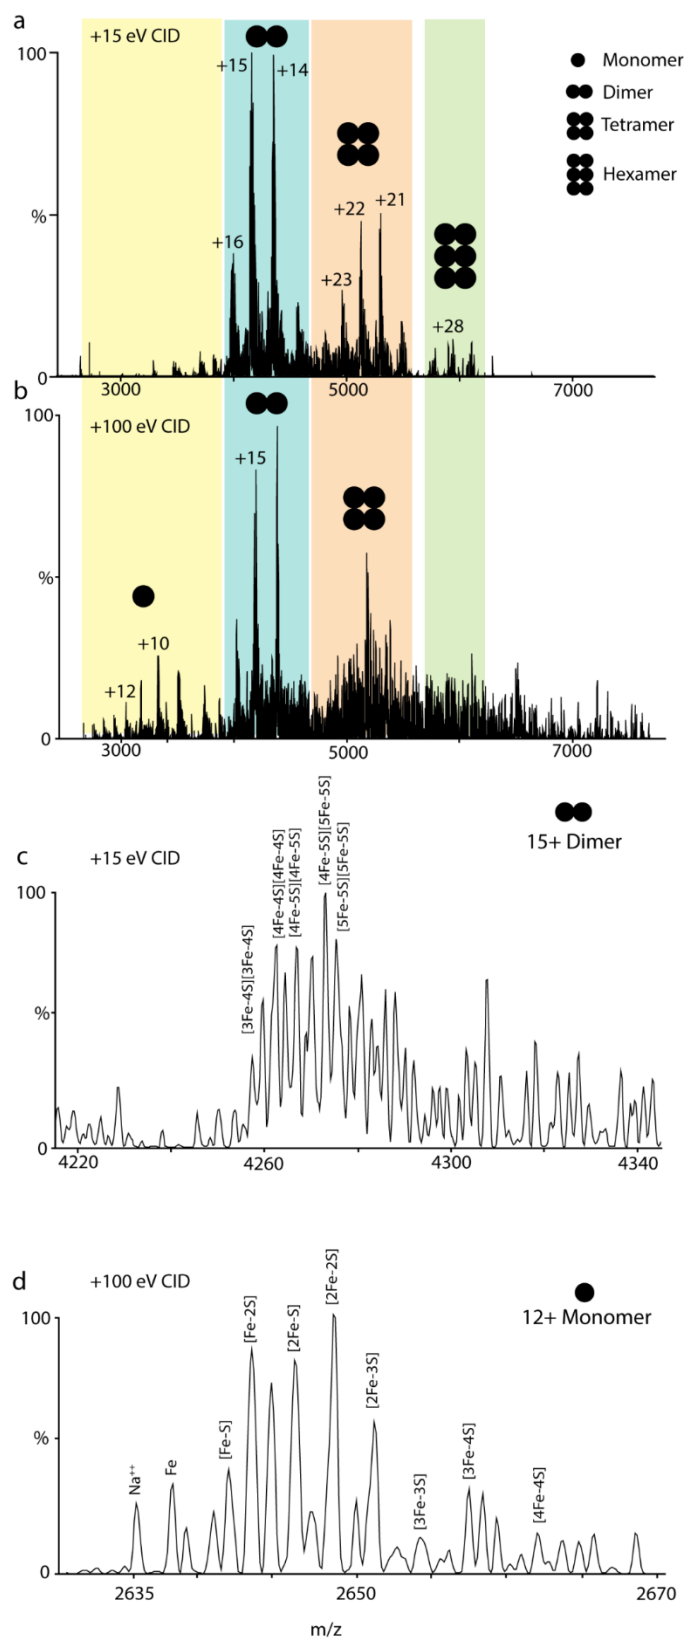 a
+15 eV CID
100
+15
+14
+16
+22
+21
+23
+28
%
0
3000
5000
7000
Monomer
Dimer
Tetramer
Hexamer
b
100
+100 eV CID
+15
+10
+12
%
0
3000
5000
7000
c
+15 eV CID
15+ Dimer
100
%
0
[3Fe-4S][3Fe-4S]
[4Fe-4S][4Fe-4S]
[4Fe-5S][4Fe-5S]
[4Fe-5S][5Fe-5S]
[5Fe-5S][5Fe-5S]
4220
4260
4300
4340
d
+100 eV CID
12+ Monomer
100
%
0
Na⁺⁺
Fe
[Fe-S]
[Fe-2S]
[2Fe-S]
[2Fe-2S]
[2Fe-3S]
[3Fe-3S]
[3Fe-4S]
[4Fe-4S]
2635
2650
2670
m/z